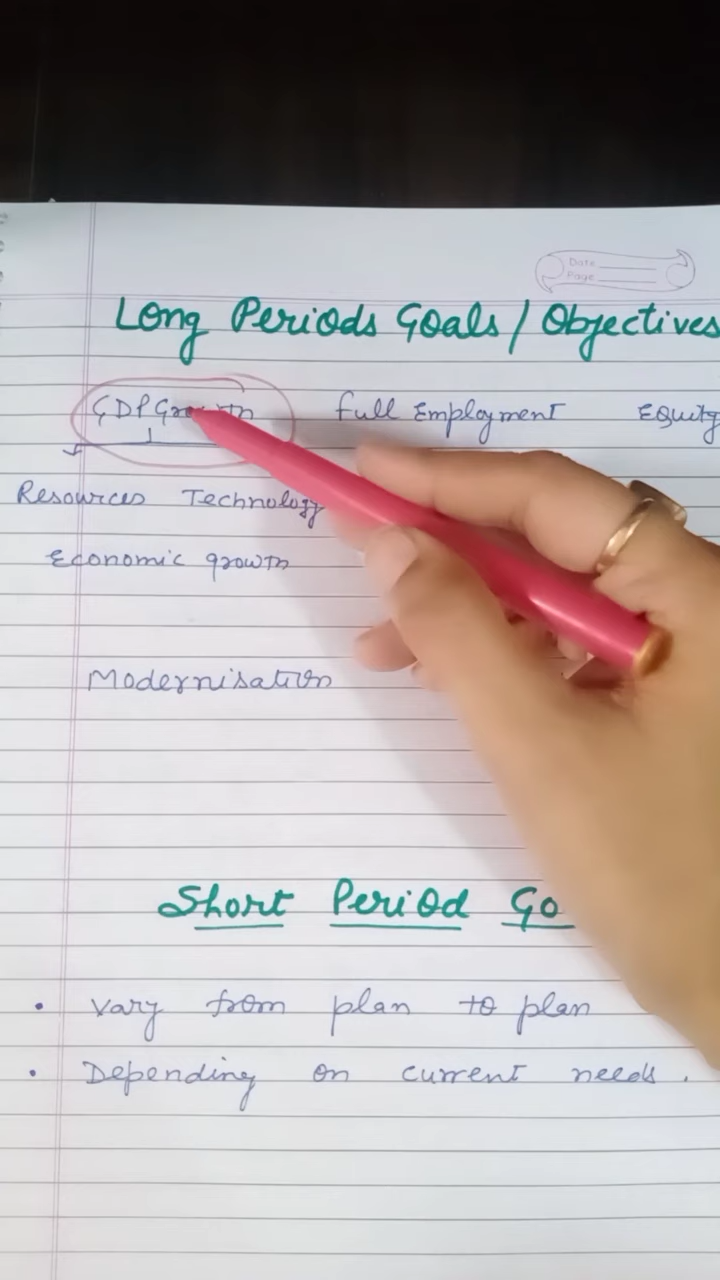 Date
Page
Long Periods Goals / Objectives
GDP Growth Full Employment Equity
Resources Technology
Economic growth
Modernisation
Short Period Go
• vary from plan to plan
• Depending on current needs.